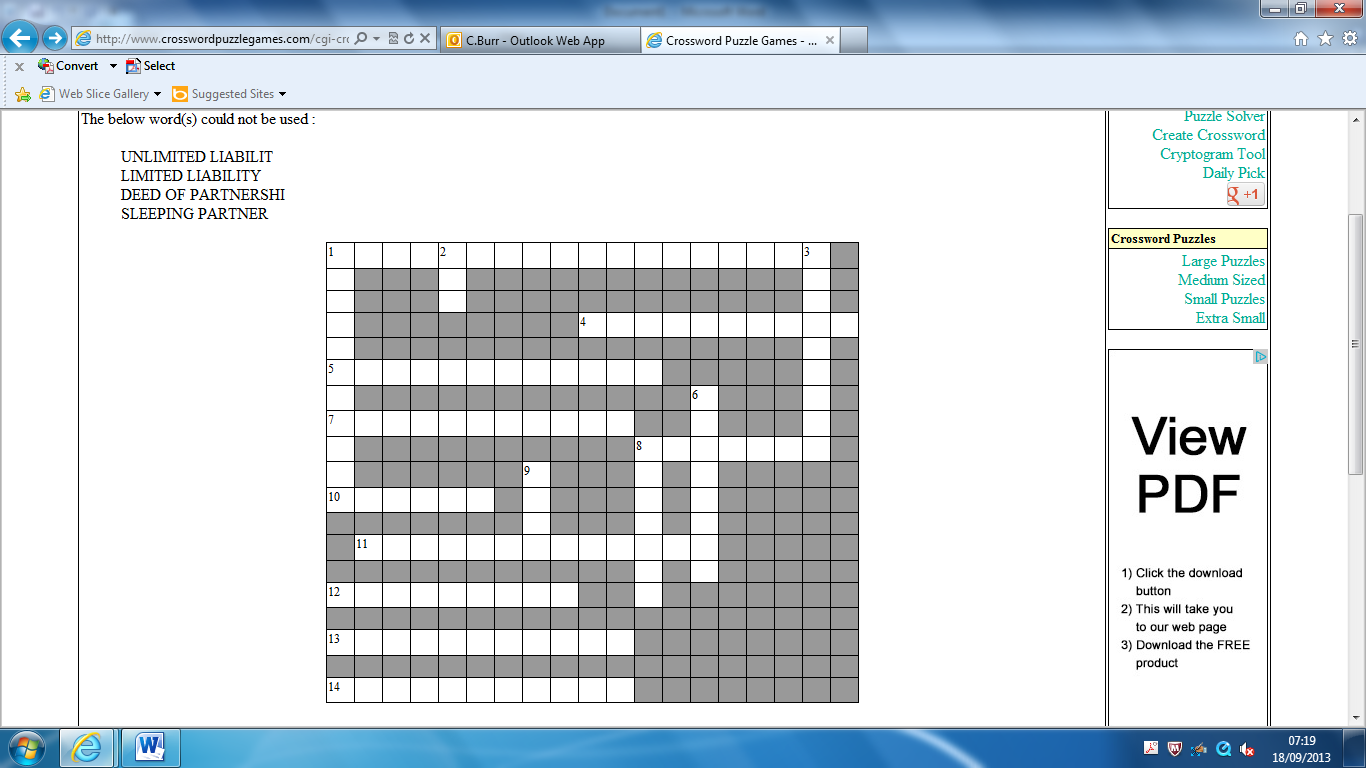 Document - Microsoft Word
http://www.crosswordpuzzlegames.com/cgi-cr
C.Burr - Outlook Web App
Crossword Puzzle Games - ...
x Convert Select
Web Slice Gallery Suggested Sites
The below word(s) could not be used :
UNLIMITED LIABILIT
LIMITED LIABILITY
DEED OF PARTNERSHI
SLEEPING PARTNER
1 2 3
4
5
6
7
8
9
10
11
12
13
14
Puzzle Solver
Create Crossword
Cryptogram Tool
Daily Pick
g +1
Crossword Puzzles
Large Puzzles
Medium Sized
Small Puzzles
Extra Small
View
PDF
1) Click the download
button
2) This will take you
to our web page
3) Download the FREE
product
07:19
18/09/2013